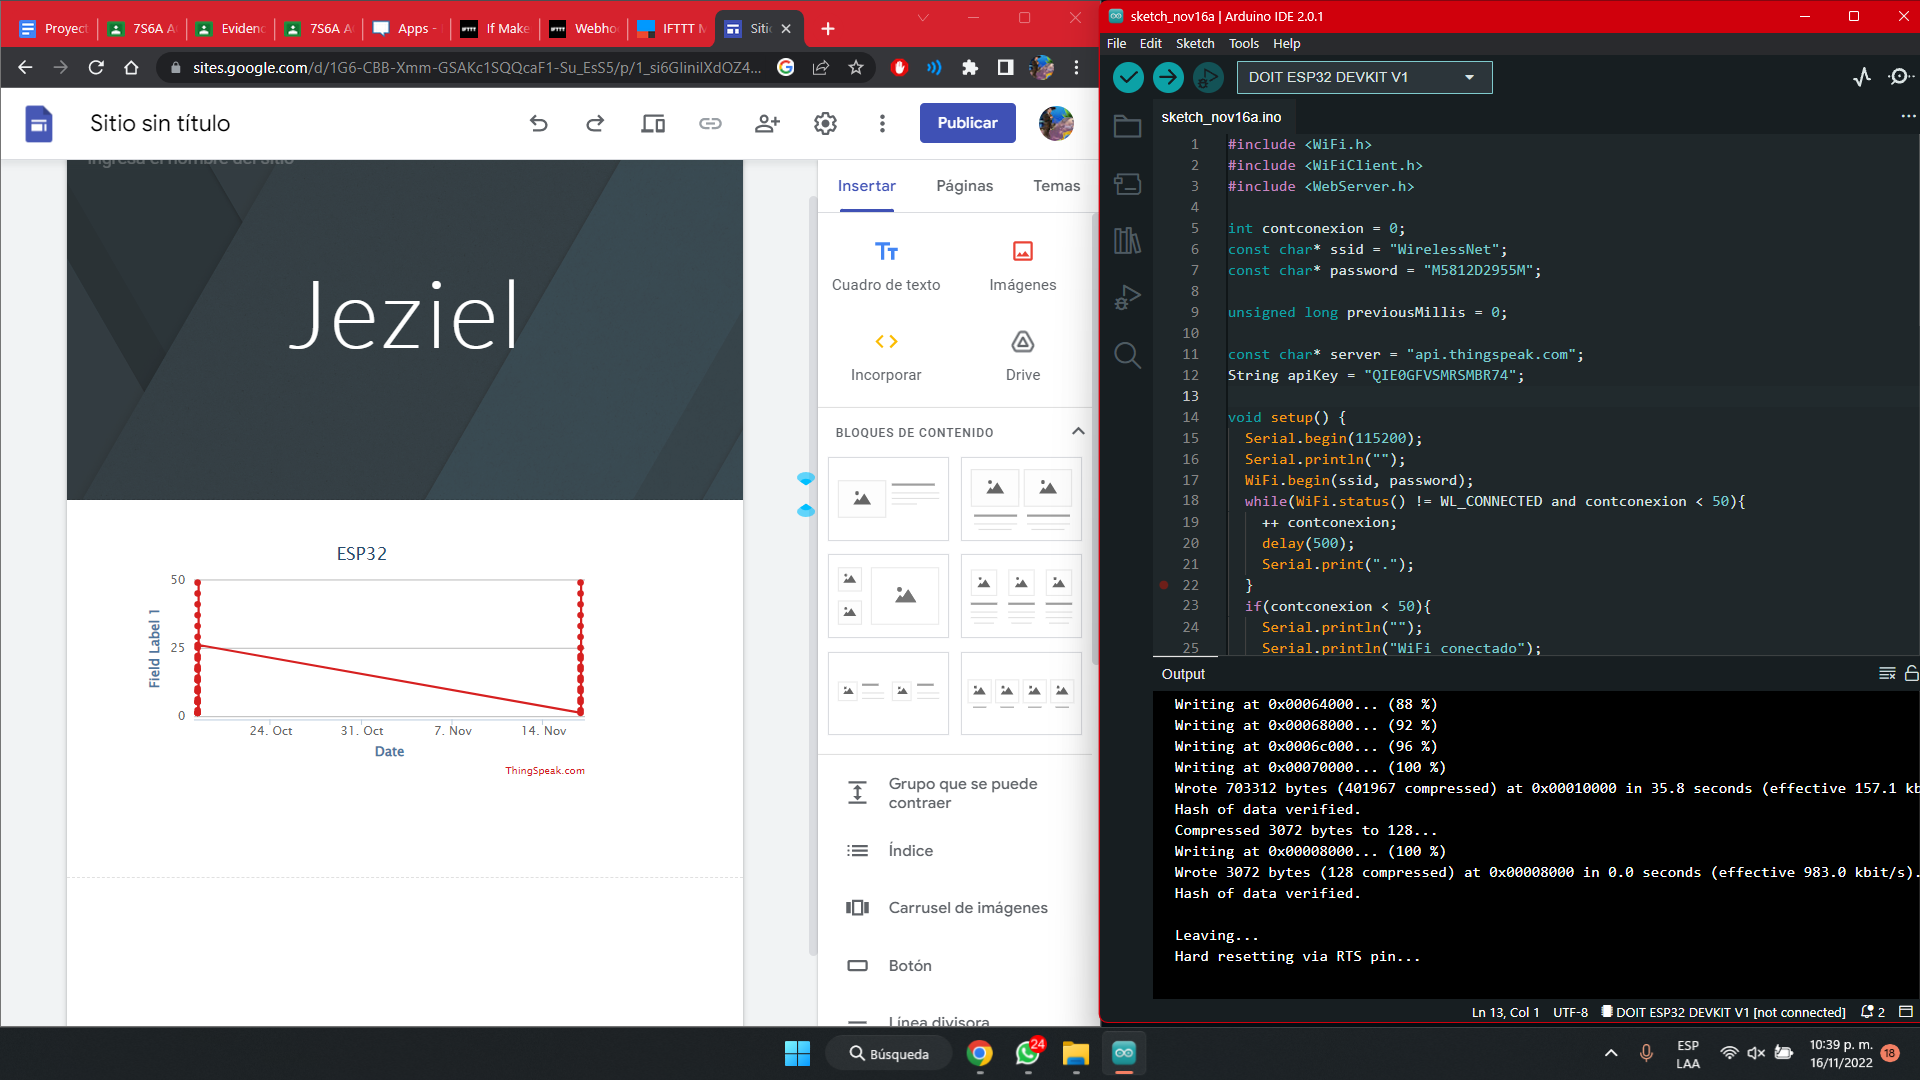 Proyect
7S6A A
Evidenc
7S6A A
Apps -
If Make
Webho
IFTTT M
Siti
sites.google.com/d/1G6-CBB-Xmm-GSAKc1SQQcaF1-Su_EsS5/p/1_si6GIiniIXdOZ4...
Sitio sin título
Publicar
Ingresa el nombre del sitio
Jeziel
ESP32
50
25
0
Field Label 1
24. Oct
31. Oct
7. Nov
14. Nov
Date
ThingSpeak.com
Insertar
Páginas
Temas
Cuadro de texto
Imágenes
Incorporar
Drive
BLOQUES DE CONTENIDO
Grupo que se puede
contraer
Índice
Carrusel de imágenes
Botón
Línea divisora
sketch_nov16a | Arduino IDE 2.0.1
File Edit Sketch Tools Help
DOIT ESP32 DEVKIT V1
sketch_nov16a.ino
1 #include <WiFi.h>
2 #include <WiFiClient.h>
3 #include <WebServer.h>
4
5 int contconexion = 0;
6 const char* ssid = "WirelessNet";
7 const char* password = "M5812D2955M";
8
9 unsigned long previousMillis = 0;
10
11 const char* server = "api.thingspeak.com";
12 String apiKey = "QIE0GFVSMRSMBR74";
13
14 void setup() {
15 Serial.begin(115200);
16 Serial.println("");
17 WiFi.begin(ssid, password);
18 while(WiFi.status() != WL_CONNECTED and contconexion < 50){
19 ++ contconexion;
20 delay(500);
21 Serial.print(".");
22 }
23 if(contconexion < 50){
24 Serial.println("");
25 Serial.println("WiFi conectado");
Output
Writing at 0x00064000... (88 %)
Writing at 0x00068000... (92 %)
Writing at 0x0006c000... (96 %)
Writing at 0x00070000... (100 %)
Wrote 703312 bytes (401967 compressed) at 0x00010000 in 35.8 seconds (effective 157.1 kb
Hash of data verified.
Compressed 3072 bytes to 128...
Writing at 0x00008000... (100 %)
Wrote 3072 bytes (128 compressed) at 0x00008000 in 0.0 seconds (effective 983.0 kbit/s).
Hash of data verified.
Leaving...
Hard resetting via RTS pin...
Ln 13, Col 1 UTF-8 DOIT ESP32 DEVKIT V1 [not connected] 2
Búsqueda
24
ESP
LAA
10:39 p. m.
16/11/2022
18